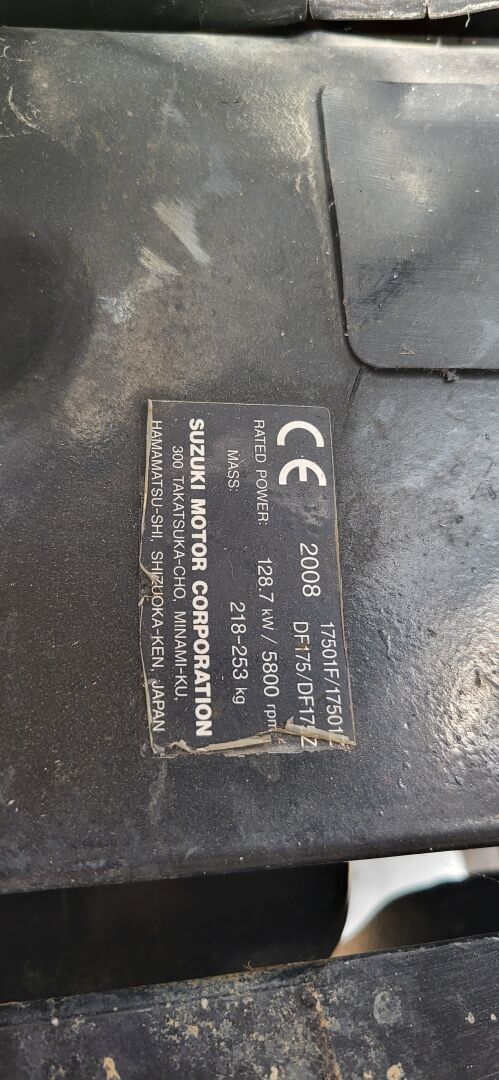 CE 2008 17501F/17501
DF175/DF175Z
RATED POWER: 128.7 kW / 5800 rpm
MASS: 218-253 kg
SUZUKI MOTOR CORPORATION
300 TAKATSUKA-CHO, MINAMI-KU,
HAMAMATSU-SHI, SHIZUOKA-KEN, JAPAN